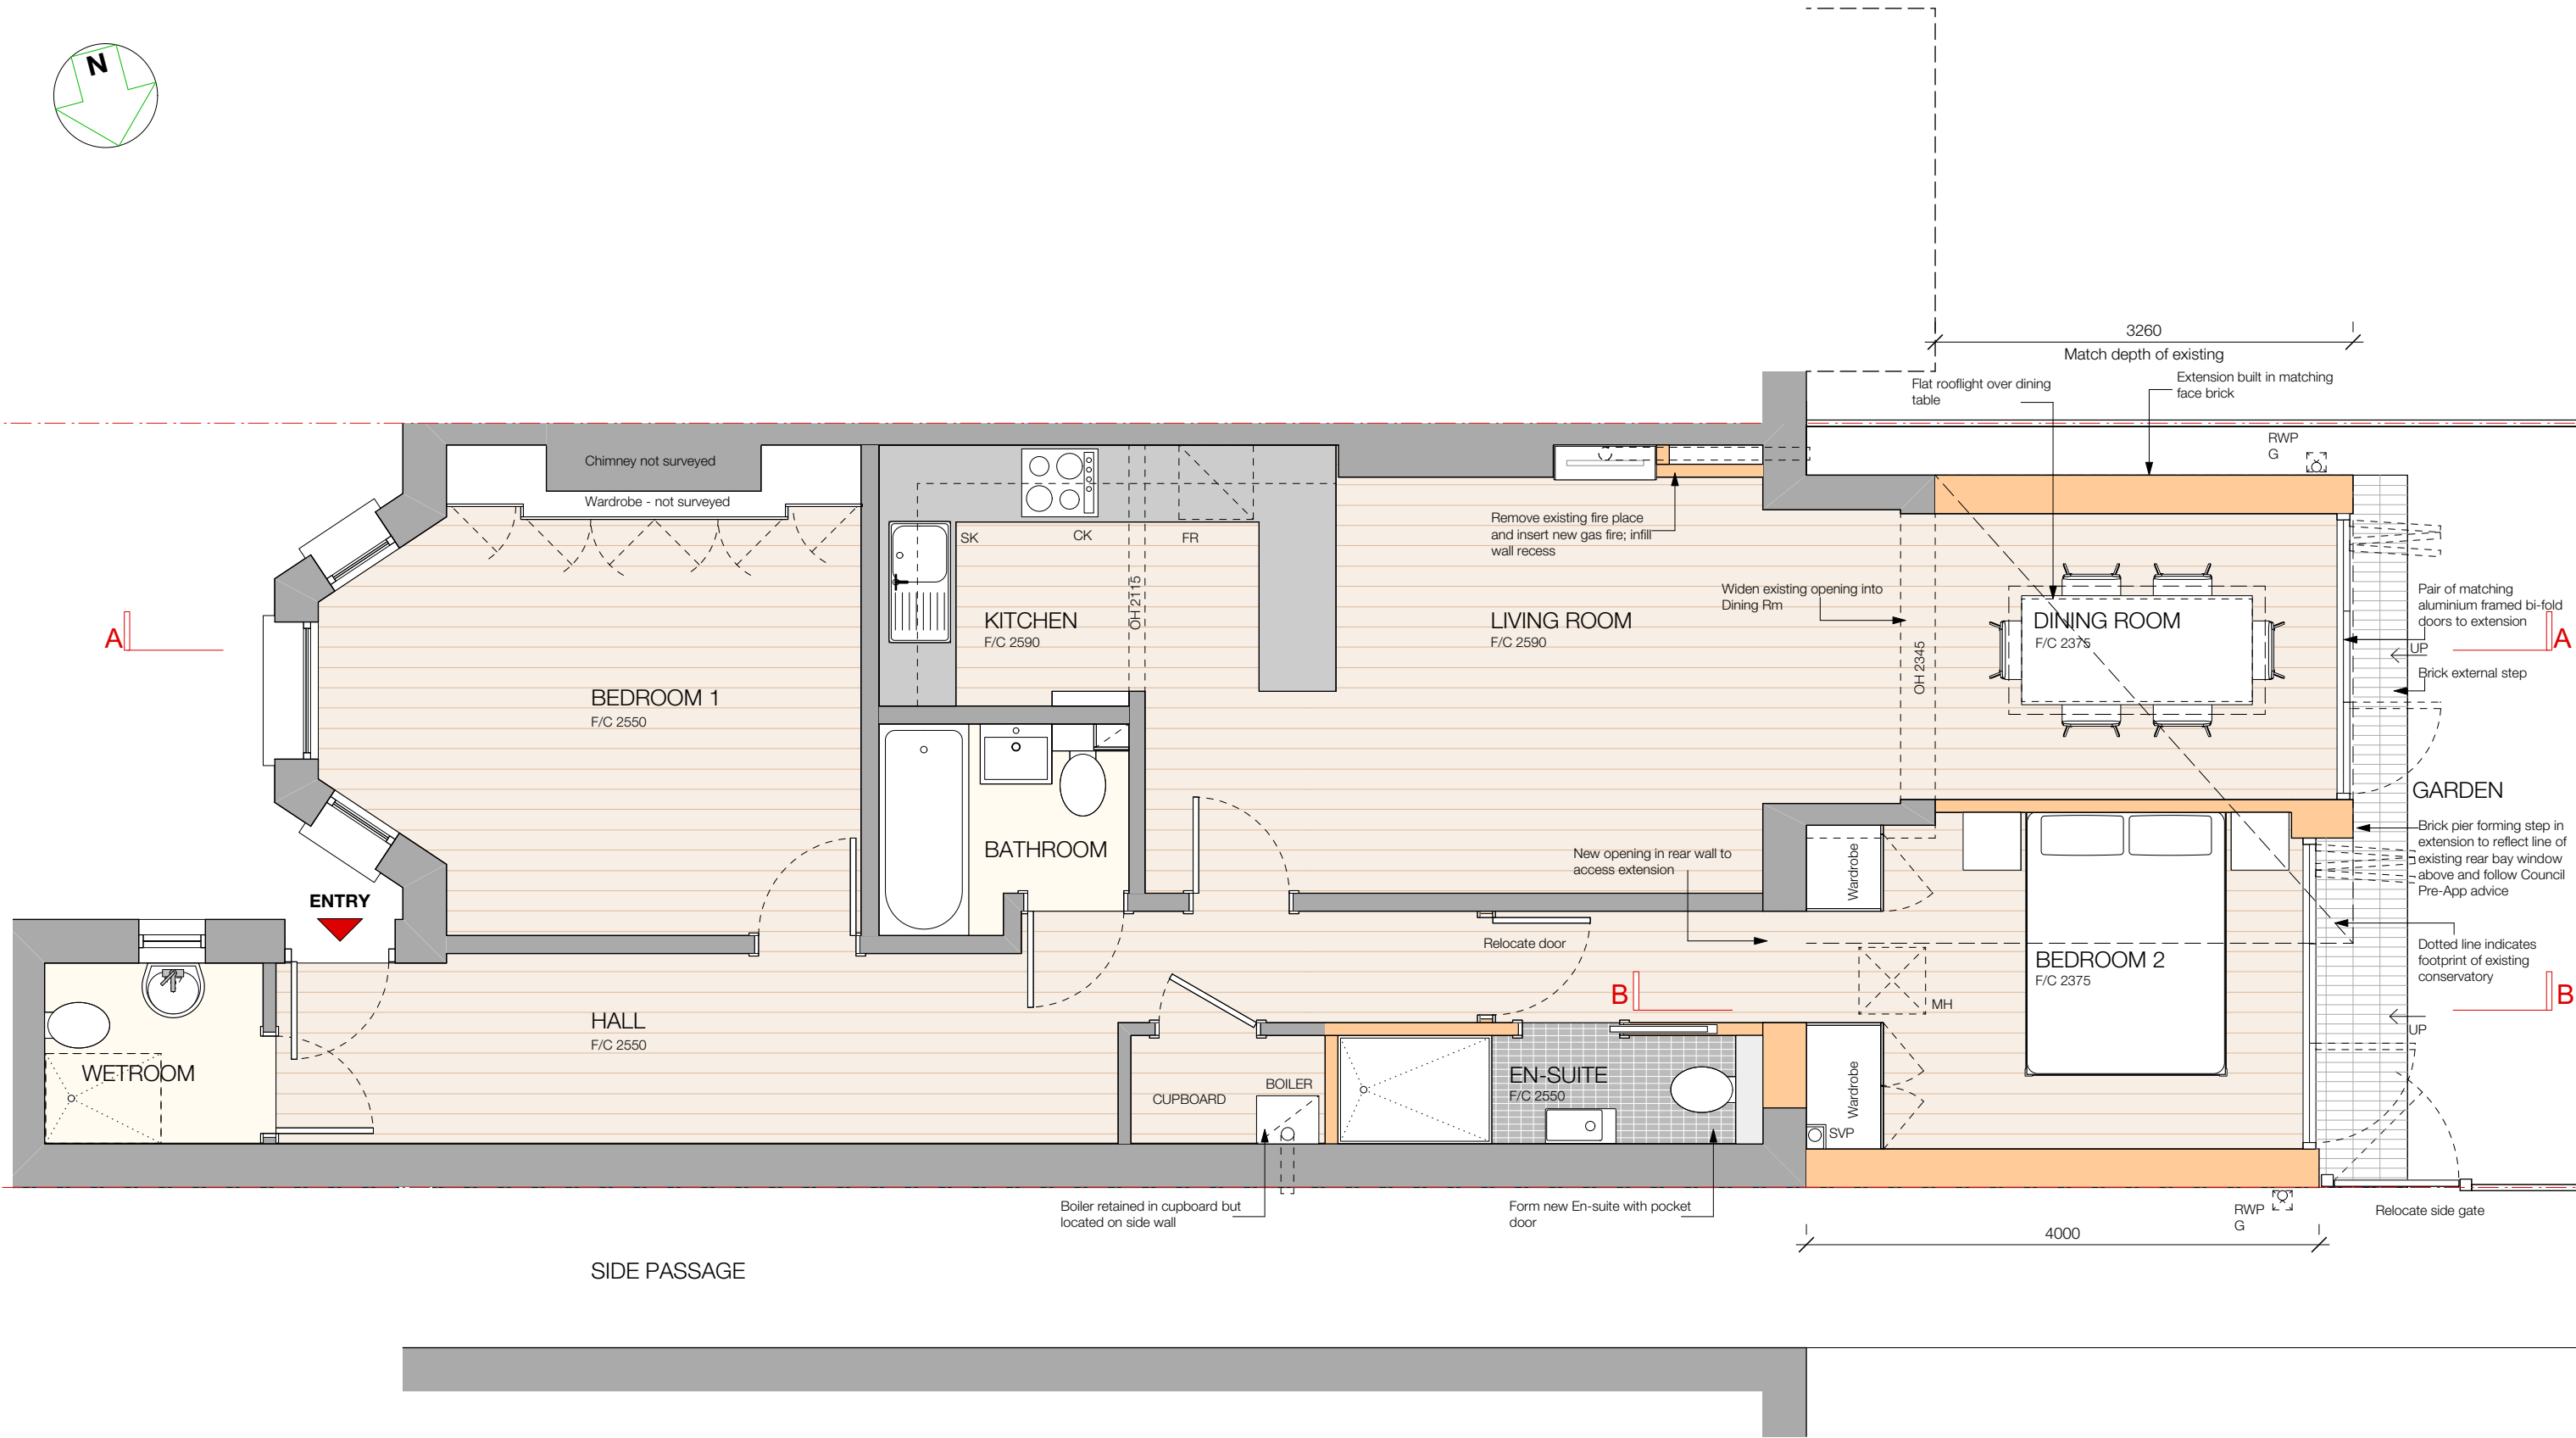 N
3260
Match depth of existing
Flat rooflight over dining
table
Extension built in matching
face brick
RWP
G
Chimney not surveyed
Wardrobe - not surveyed
SK
CK
FR
OH 2115
Remove existing fire place
and insert new gas fire; infill
wall recess
Widen existing opening into
Dining Rm
KITCHEN
F/C 2590
LIVING ROOM
F/C 2590
OH 2345
DINING ROOM
F/C 2375
Pair of matching
aluminium framed bi-fold
doors to extension
A
A
UP
Brick external step
BEDROOM 1
F/C 2550
GARDEN
Brick pier forming step in
extension to reflect line of
existing rear bay window
above and follow Council
Pre-App advice
BATHROOM
New opening in rear wall to
access extension
Wardrobe
ENTRY
Relocate door
Dotted line indicates
footprint of existing
conservatory
BEDROOM 2
F/C 2375
B
B
MH
UP
HALL
F/C 2550
WETROOM
CUPBOARD
BOILER
EN-SUITE
F/C 2550
Wardrobe
SVP
Boiler retained in cupboard but
located on side wall
Form new En-suite with pocket
door
RWP
G
Relocate side gate
4000
SIDE PASSAGE